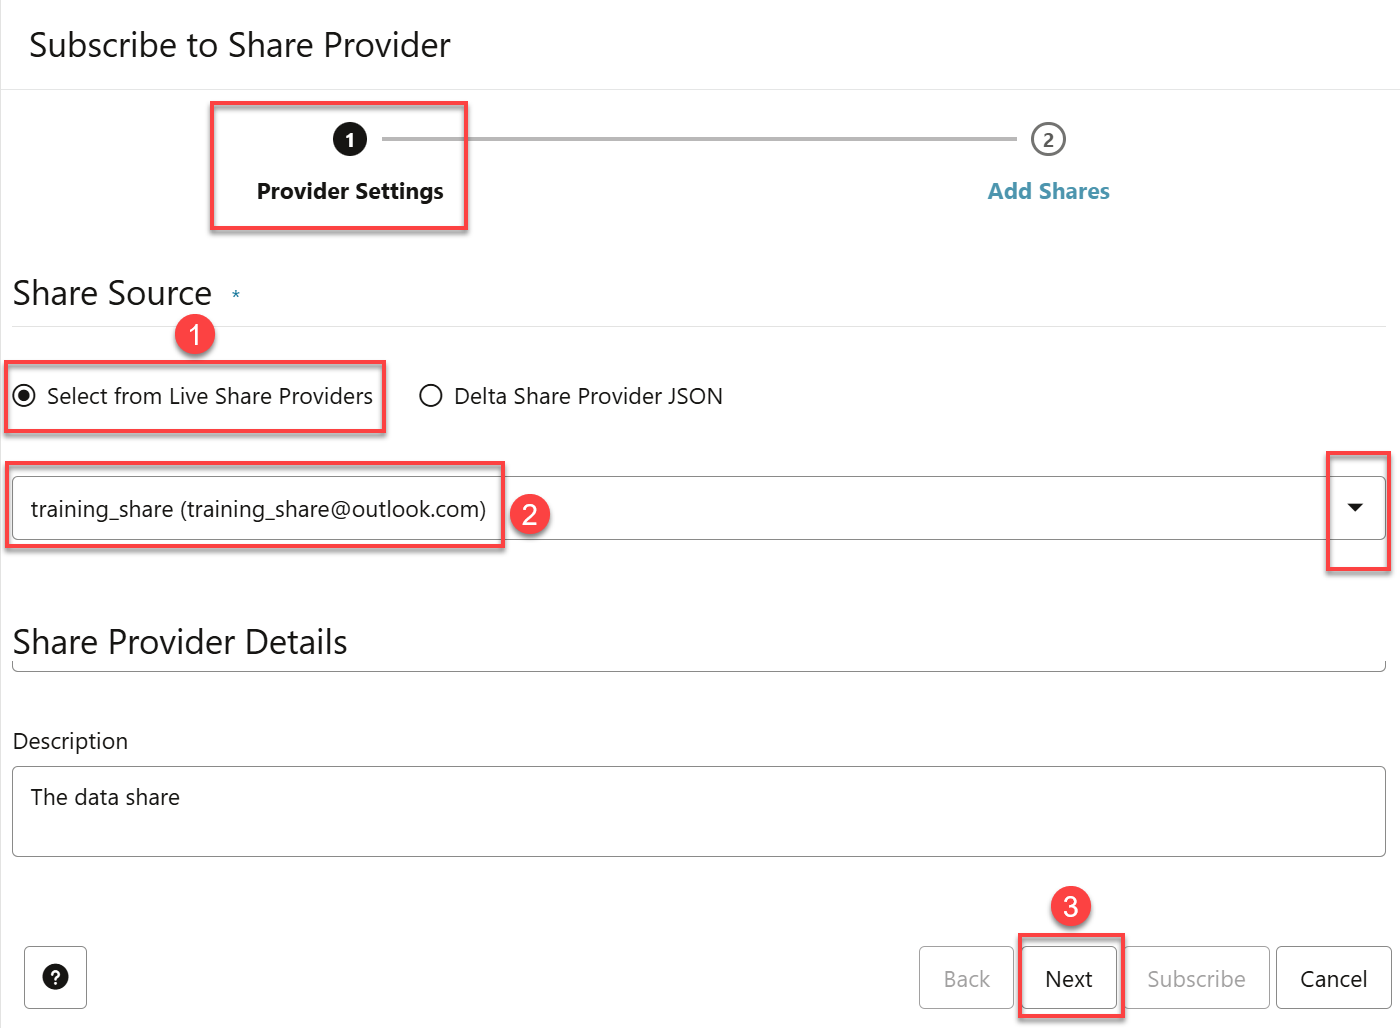 Subscribe to Share Provider
1
2
Provider Settings
Add Shares
Share Source *
1
Select from Live Share Providers
Delta Share Provider JSON
training_share (training_share@outlook.com)
2
Share Provider Details
Description
The data share
3
?
Back
Next
Subscribe
Cancel